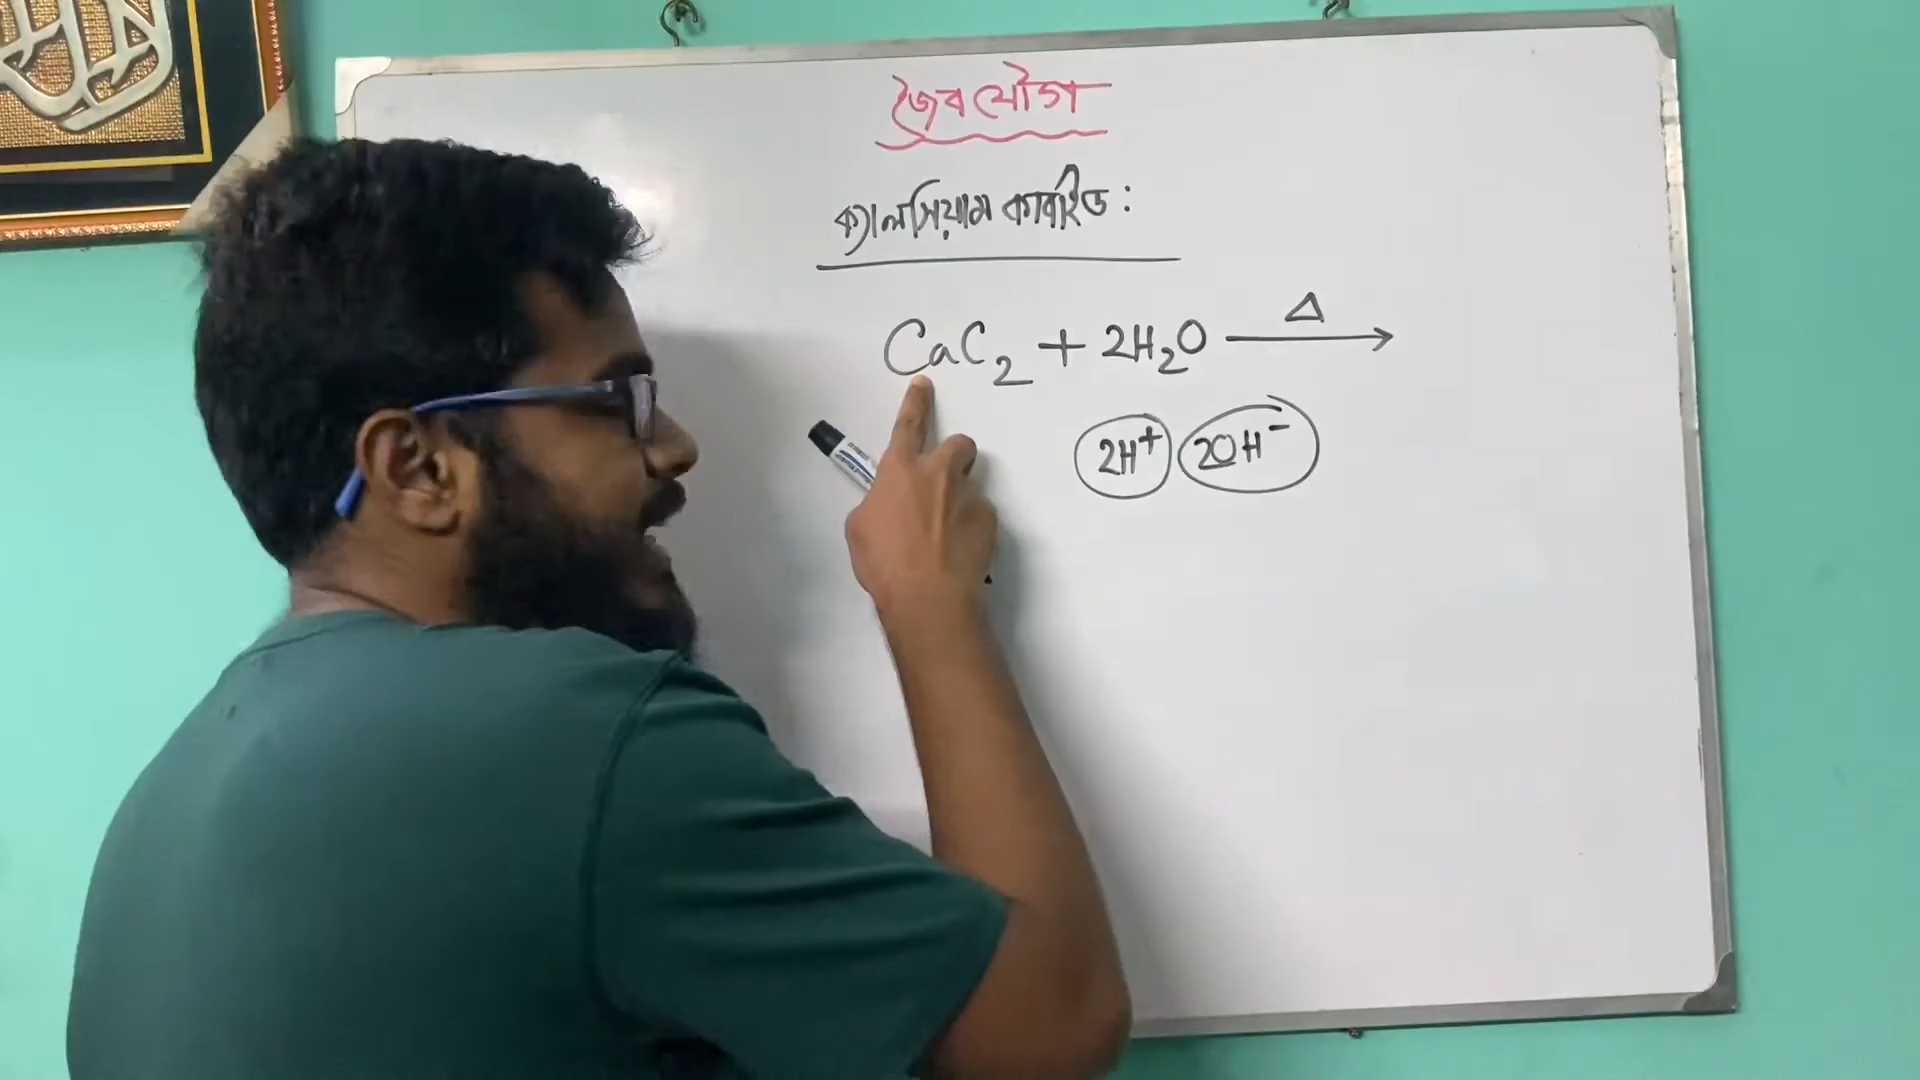 জৈব যৌগ
ক্যালসিয়াম কার্বাইড :
CaC₂ + 2H₂O —Δ→
2H⁺ 2OH⁻